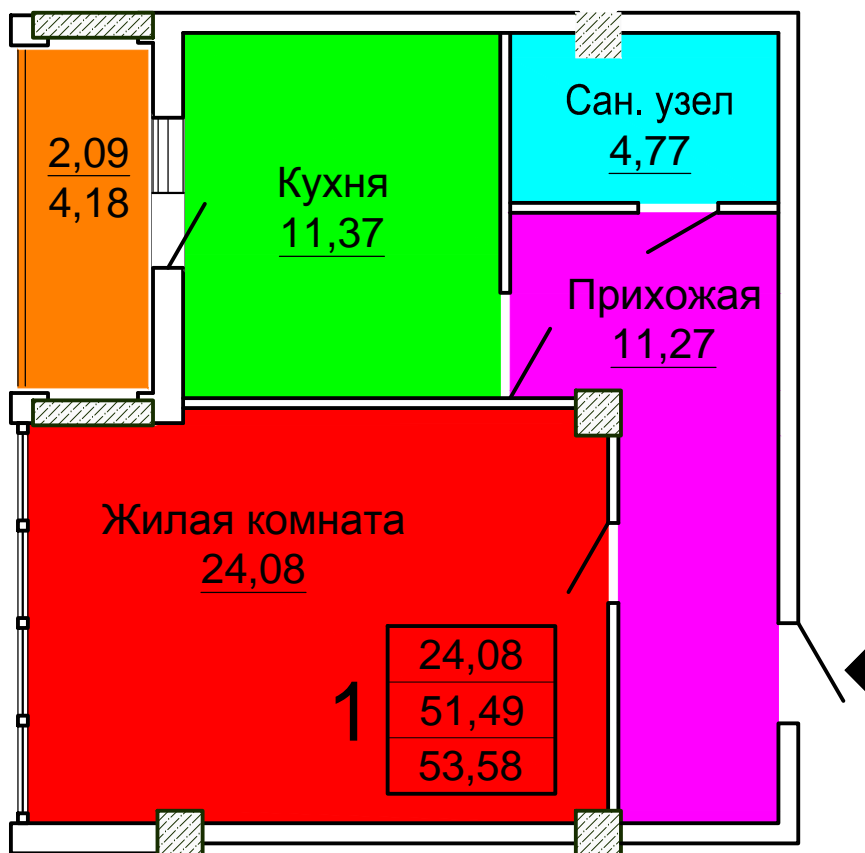 Сан. узел
4,77
2,09
4,18
Кухня
11,37
Прихожая
11,27
Жилая комната
24,08
1
24,08
51,49
53,58